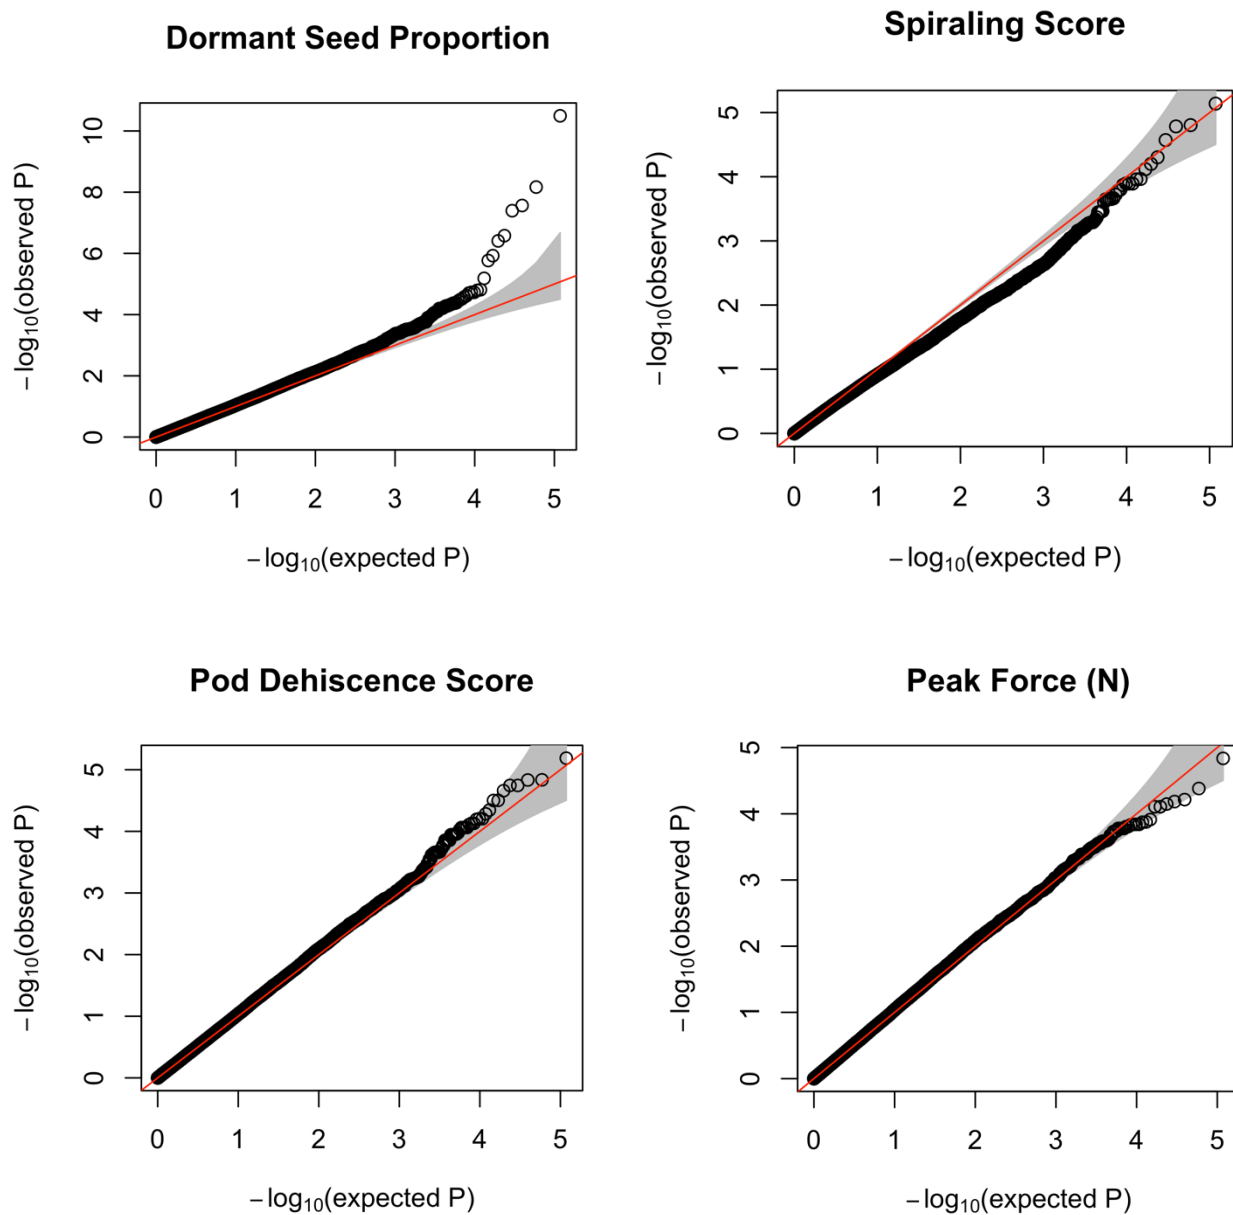 Dormant Seed Proportion
−log10(observed P)
10
8
6
4
2
0
0 1 2 3 4 5
−log10(expected P)
Spiraling Score
−log10(observed P)
5
4
3
2
1
0
0 1 2 3 4 5
−log10(expected P)
Pod Dehiscence Score
−log10(observed P)
5
4
3
2
1
0
0 1 2 3 4 5
−log10(expected P)
Peak Force (N)
−log10(observed P)
5
4
3
2
1
0
0 1 2 3 4 5
−log10(expected P)